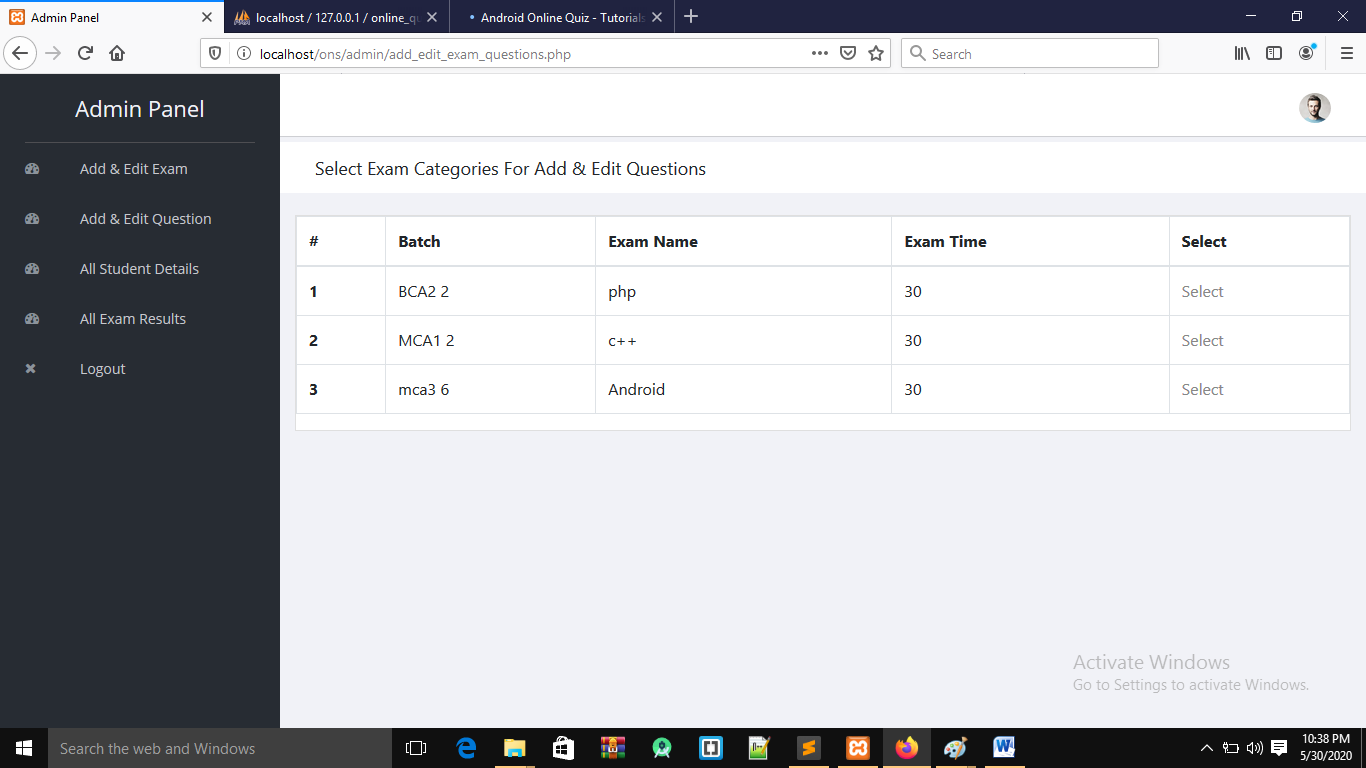 Admin Panel
localhost / 127.0.0.1 / online_qu
Android Online Quiz - Tutorials
localhost/ons/admin/add_edit_exam_questions.php
Search
Admin Panel
Add & Edit Exam
Add & Edit Question
All Student Details
All Exam Results
Logout
Select Exam Categories For Add & Edit Questions
# Batch Exam Name Exam Time Select
1 BCA2 2 php 30 Select
2 MCA1 2 c++ 30 Select
3 mca3 6 Android 30 Select
Activate Windows
Go to Settings to activate Windows.
Search the web and Windows
10:38 PM
5/30/2020